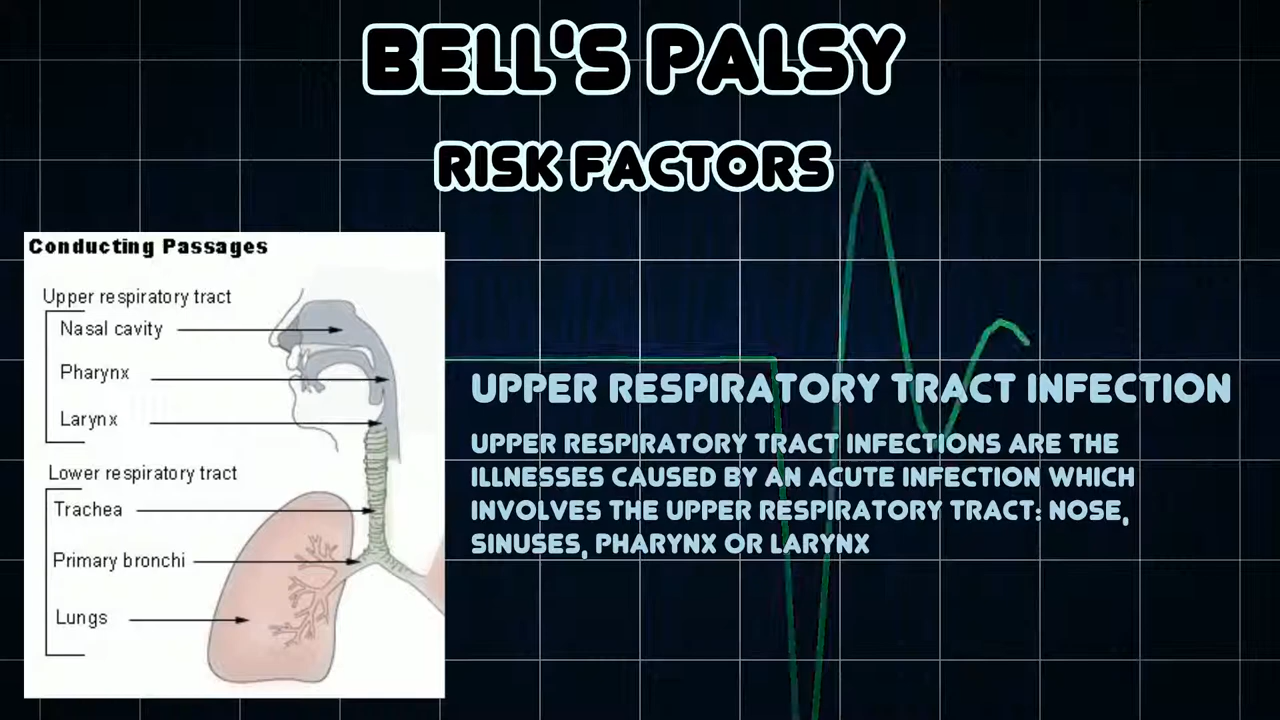 BELL'S PALSY
RISK FACTORS
Conducting Passages
Upper respiratory tract
Nasal cavity
Pharynx
Larynx
Lower respiratory tract
Trachea
Primary bronchi
Lungs
UPPER RESPIRATORY TRACT INFECTION
UPPER RESPIRATORY TRACT INFECTIONS ARE THE
ILLNESSES CAUSED BY AN ACUTE INFECTION WHICH
INVOLVES THE UPPER RESPIRATORY TRACT: NOSE,
SINUSES, PHARYNX OR LARYNX